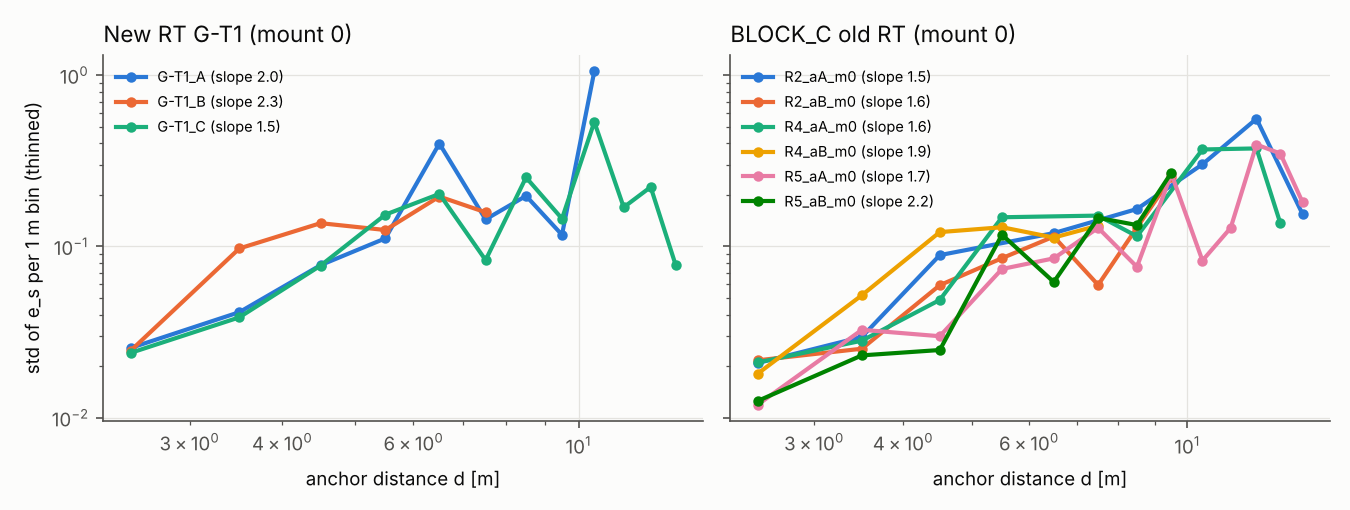 New RT G-T1 (mount 0)
G-T1_A (slope 2.0)
G-T1_B (slope 2.3)
G-T1_C (slope 1.5)
std of e_s per 1 m bin (thinned)
10⁰
10⁻¹
10⁻²
3 × 10⁰
4 × 10⁰
6 × 10⁰
10¹
anchor distance d [m]
BLOCK_C old RT (mount 0)
R2_aA_m0 (slope 1.5)
R2_aB_m0 (slope 1.6)
R4_aA_m0 (slope 1.6)
R4_aB_m0 (slope 1.9)
R5_aA_m0 (slope 1.7)
R5_aB_m0 (slope 2.2)
3 × 10⁰
4 × 10⁰
6 × 10⁰
10¹
anchor distance d [m]